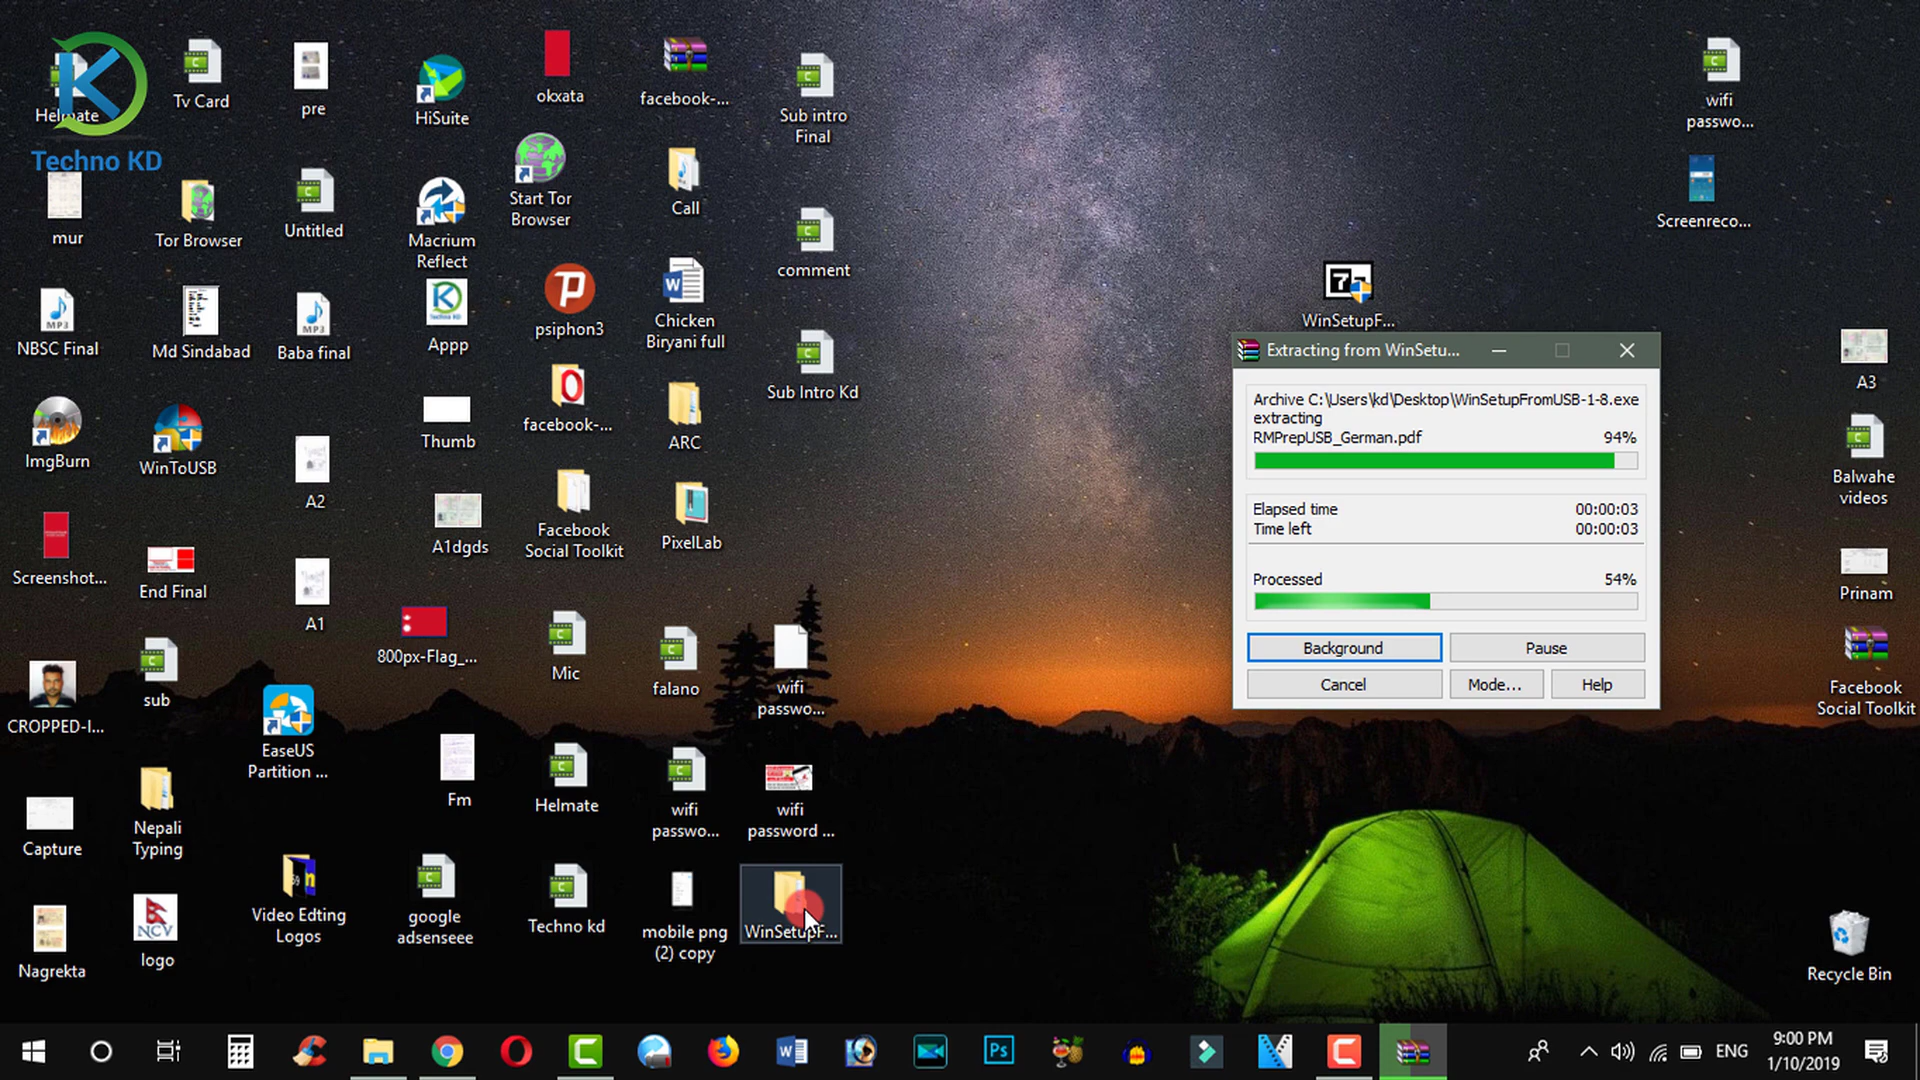 Helmate
Techno KD
Tv Card
pre
HiSuite
okxata
facebook-...
Sub intro
Final
wifi
passwo...
mur
Tor Browser
Untitled
Macrium
Reflect
Start Tor
Browser
Call
comment
Screenreco...
WinSetupF...
NBSC Final
Md Sindabad
Baba final
Appp
psiphon3
Chicken
Biryani full
Sub Intro Kd
A3
ImgBurn
WinToUSB
A2
Thumb
facebook-...
ARC
Balwahe
videos
Screenshot...
End Final
A1
A1dgds
Facebook
Social Toolkit
PixelLab
Prinam
CROPPED-I...
sub
EaseUS
Partition ...
800px-Flag_...
Mic
falano
wifi
passwo...
Facebook
Social Toolkit
Capture
Nepali
Typing
Fm
Helmate
wifi
passwo...
wifi
password ...
Nagrekta
NCV
logo
Video Edting
Logos
google
adsenseee
Techno kd
mobile png
(2) copy
WinSetupF...
Recycle Bin
Extracting from WinSetu...
Archive C:\Users\kd\Desktop\WinSetupFromUSB-1-8.exe
extracting
RMPrepUSB_German.pdf 94%
Elapsed time 00:00:03
Time left 00:00:03
Processed 54%
Background Pause
Cancel Mode... Help
ENG
9:00 PM
1/10/2019